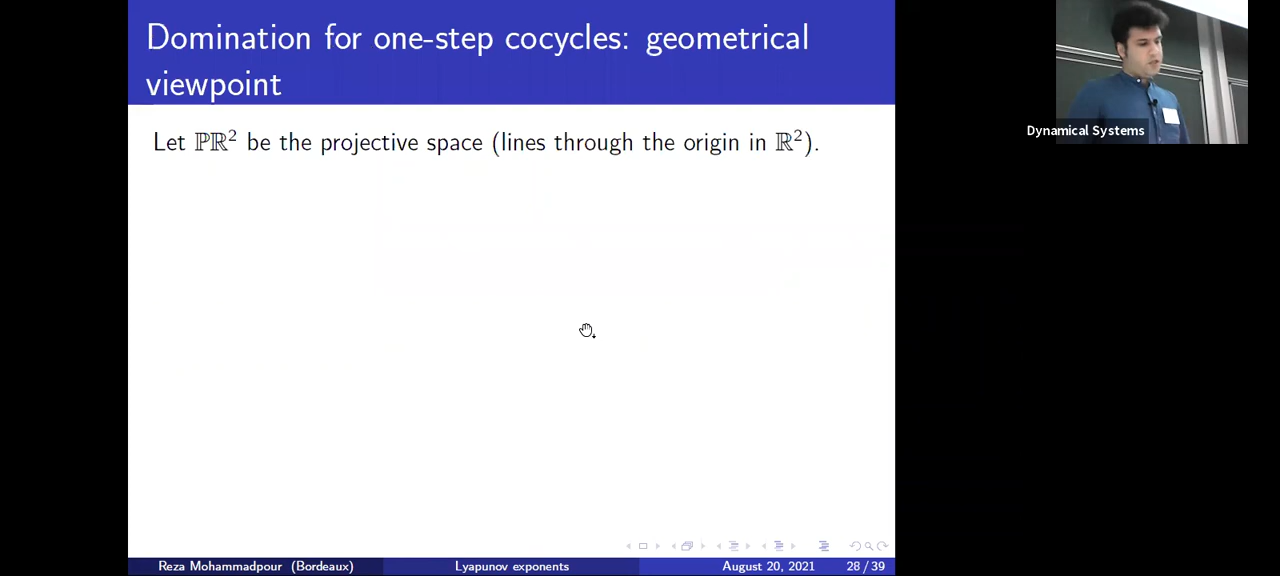 Domination for one-step cocycles: geometrical
viewpoint
Let ℙℝ² be the projective space (lines through the origin in ℝ²).
Dynamical Systems
Reza Mohammadpour (Bordeaux) Lyapunov exponents August 20, 2021 28 / 39